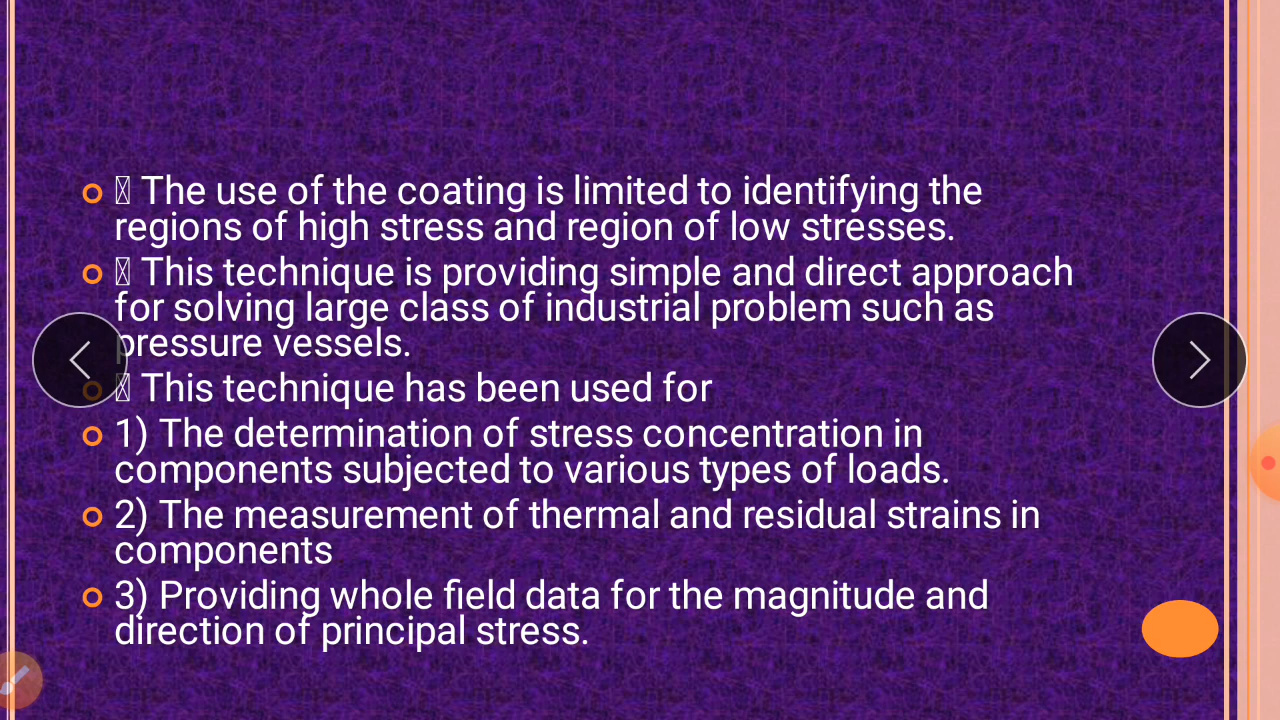 The use of the coating is limited to identifying the
regions of high stress and region of low stresses.
This technique is providing simple and direct approach
for solving large class of industrial problem such as
pressure vessels.
This technique has been used for
1) The determination of stress concentration in
components subjected to various types of loads.
2) The measurement of thermal and residual strains in
components
3) Providing whole field data for the magnitude and
direction of principal stress.